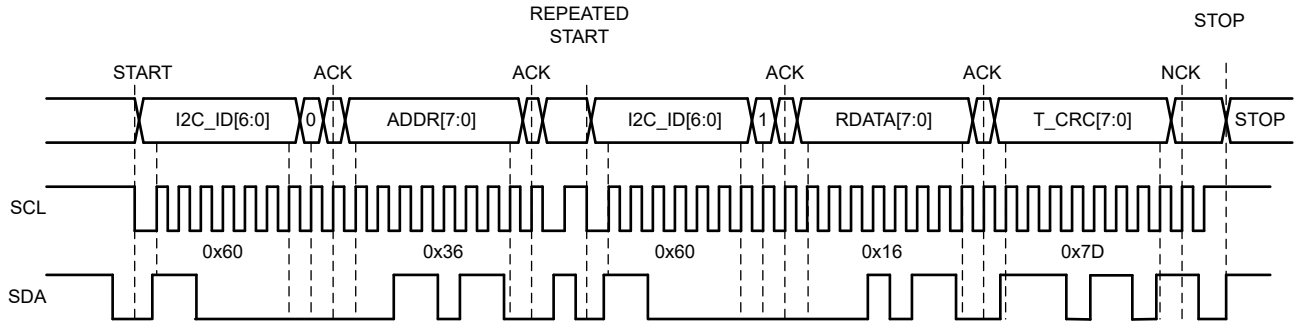 REPEATED
START
STOP
START
ACK
ACK
ACK
ACK
NCK
I2C_ID[6:0]
0
ADDR[7:0]
I2C_ID[6:0]
1
RDATA[7:0]
T_CRC[7:0]
STOP
SCL
0x60
0x36
0x60
0x16
0x7D
SDA